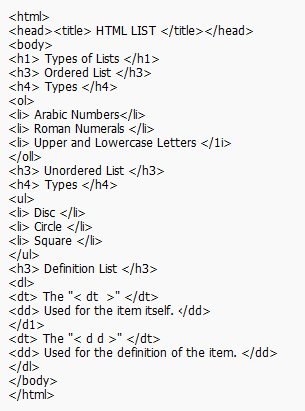 <html>
<head><title> HTML LIST </title></head>
<body>
<h1> Types of Lists </h1>
<h3> Ordered List </h3>
<h4> Types </h4>
<ol>
<li> Arabic Numbers</li>
<li> Roman Numerals </li>
<li> Upper and Lowercase Letters </1i>
</oll>
<h3> Unordered List </h3>
<h4> Types </h4>
<ul>
<li> Disc </li>
<li> Circle </li>
<li> Square </li>
</ul>
<h3> Definition List </h3>
<dl>
<dt> The "< dt  >" </dt>
<dd> Used for the item itself. </dd>
</d1>
<dt> The "< d d >" </dt>
<dd> Used for the definition of the item. </dd>
</dl>
</body>
</html>